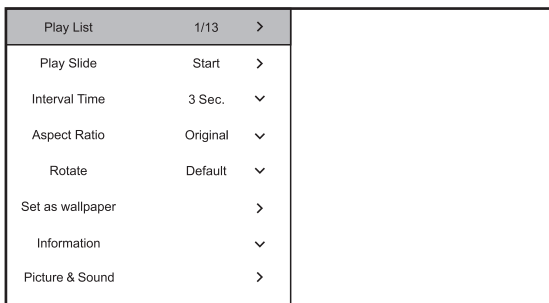 Play List 1/13 >
Play Slide Start >
Interval Time 3 Sec.
Aspect Ratio Original
Rotate Default
Set as wallpaper >
Information
Picture & Sound >